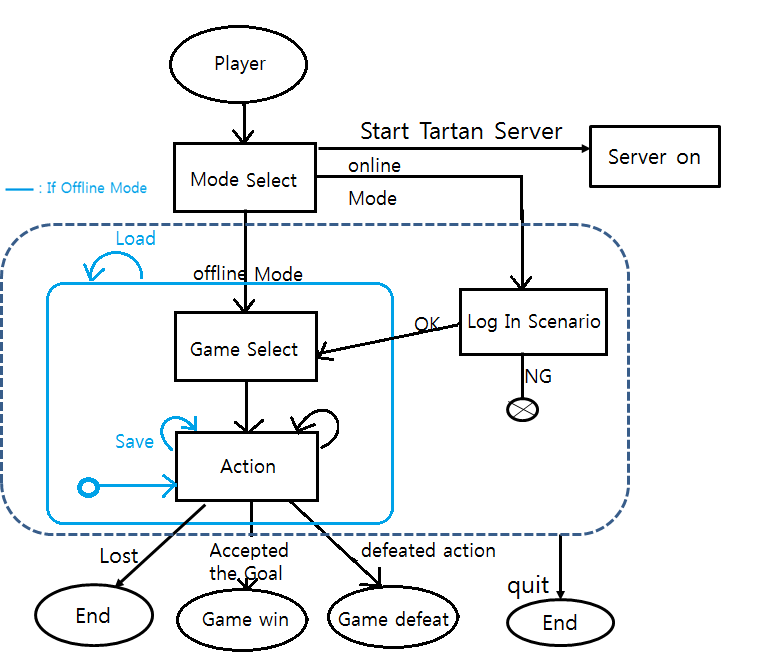 Player
Start Tartan Server
Server on
online
Mode
Mode Select
: If Offline Mode
Load
offline Mode
Log In Scenario
OK
Game Select
NG
Save
Action
Lost
Accepted
the Goal
defeated action
quit
End
Game win
Game defeat
End